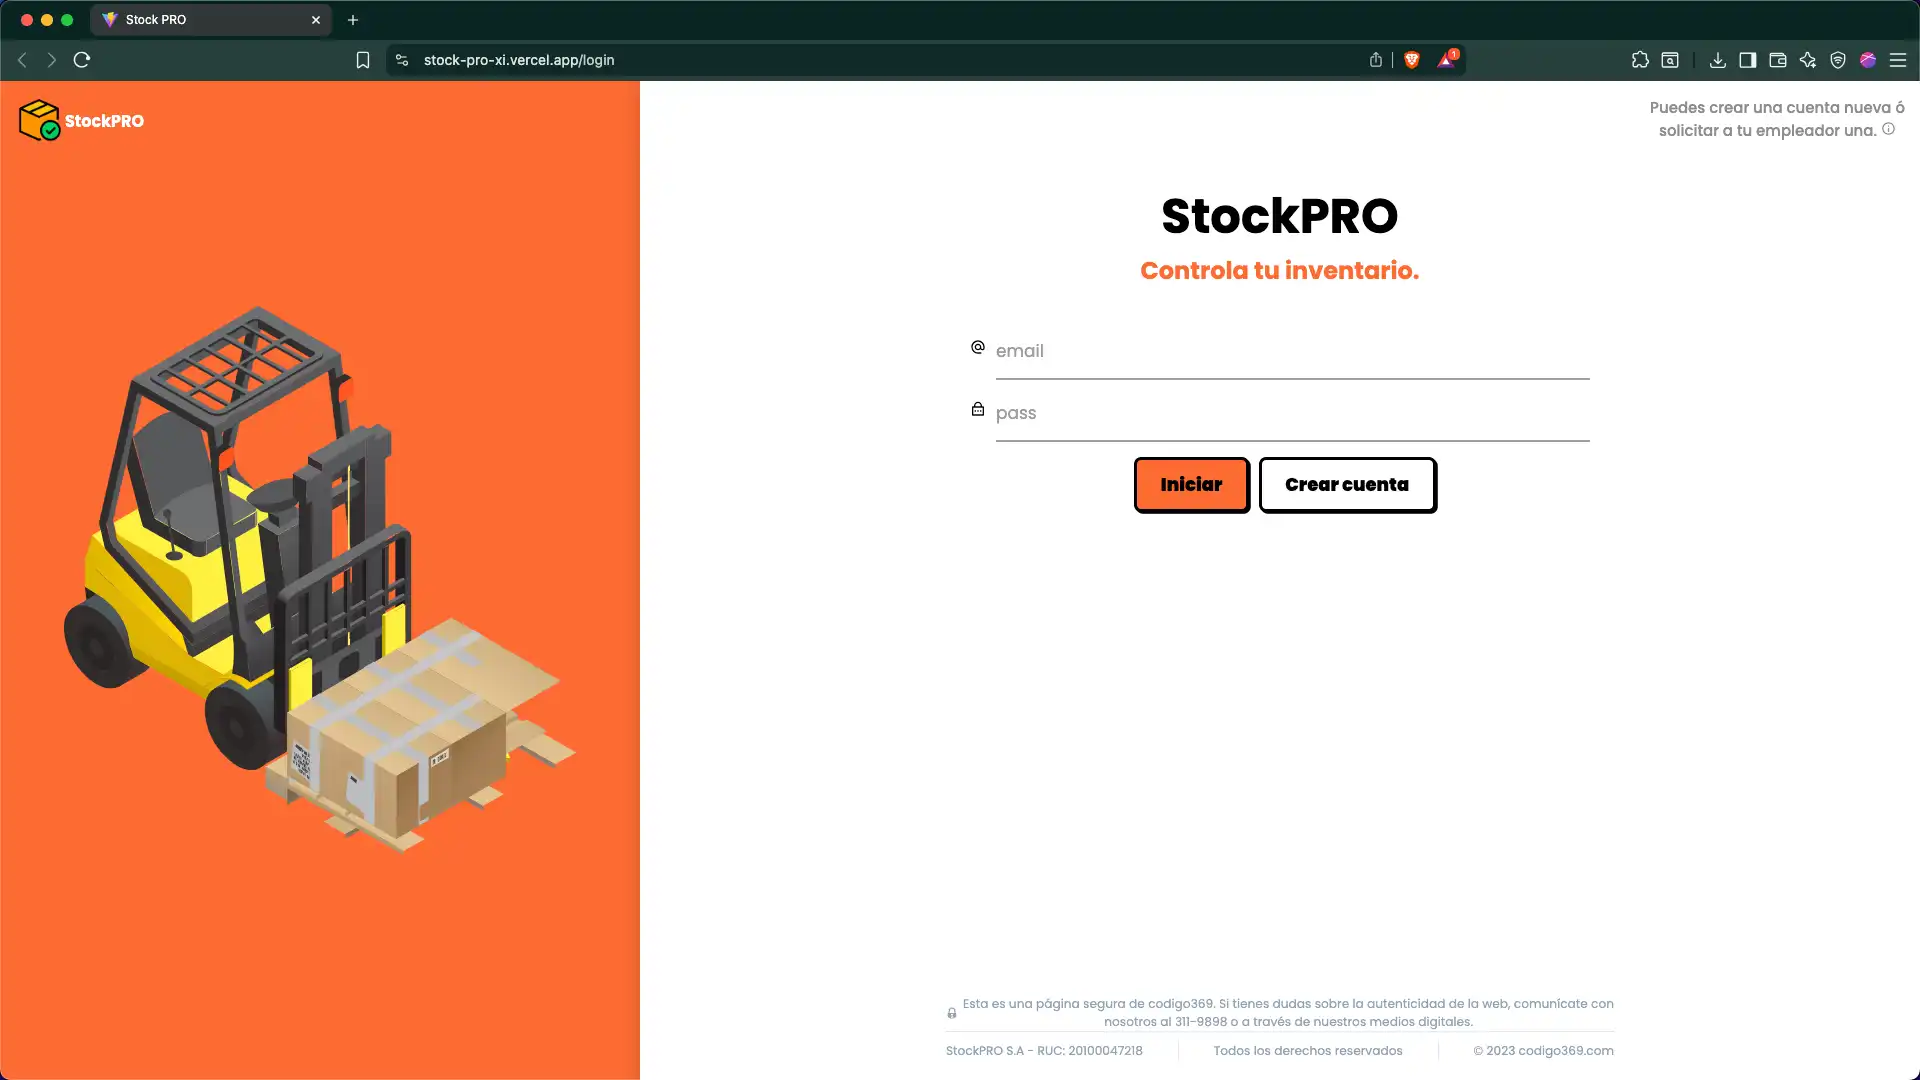 Stock PRO
stock-pro-xi.vercel.app/login
1
StockPRO
Puedes crear una cuenta nueva ó
solicitar a tu empleador una.
StockPRO
Controla tu inventario.
email
pass
Iniciar
Crear cuenta
Esta es una página segura de codigo369. Si tienes dudas sobre la autenticidad de la web, comunícate con
nosotros al 311-9898 o a través de nuestros medios digitales.
StockPRO S.A - RUC: 20100047218
Todos los derechos reservados
© 2023 codigo369.com